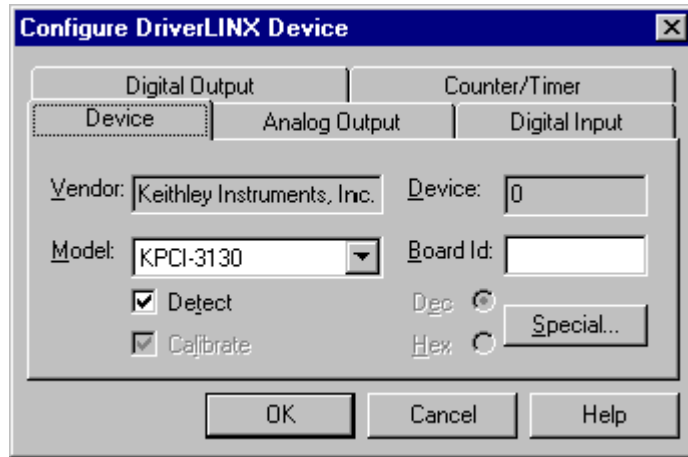 Configure DriverLINX Device
Digital Output Counter/Timer
Device Analog Output Digital Input
Vendor: Keithley Instruments, Inc. Device: 0
Model: KPCI-3130 Board Id:
Detect Dec
Special...
Calibrate Hex
OK Cancel Help